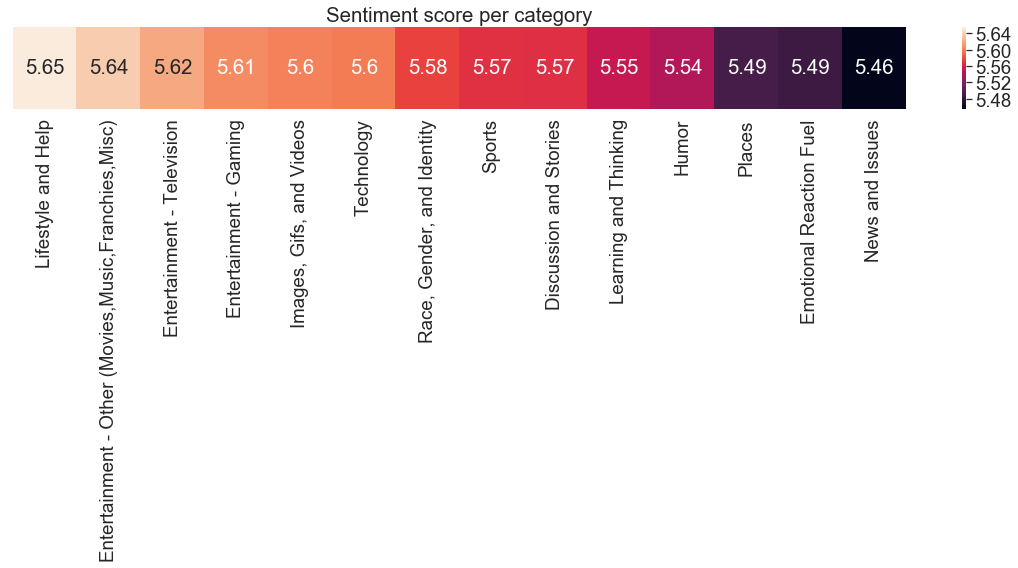 Sentiment score per category
5.65 5.64 5.62 5.61 5.6 5.6 5.58 5.57 5.57 5.55 5.54 5.49 5.49 5.46
5.64
5.60
5.56
5.52
5.48
Lifestyle and Help
Entertainment - Other (Movies,Music,Franchies,Misc)
Entertainment - Television
Entertainment - Gaming
Images, Gifs, and Videos
Technology
Race, Gender, and Identity
Sports
Discussion and Stories
Learning and Thinking
Humor
Places
Emotional Reaction Fuel
News and Issues